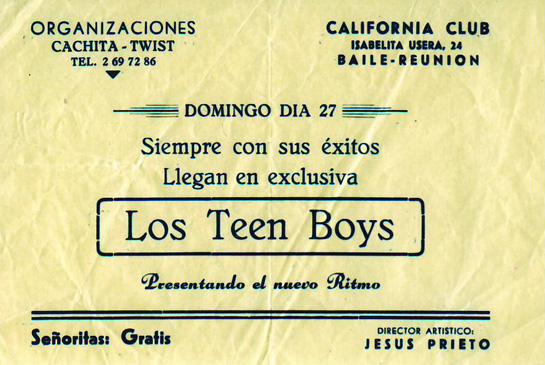 ORGANIZACIONES
CACHITA - TWIST
TEL. 2 69 72 86
CALIFORNIA CLUB
ISABELITA USERA, 24
BAILE-REUNION
DOMINGO DIA 27
Siempre con sus éxitos
Llegan en exclusiva
Los Teen Boys
Presentando el nuevo Ritmo
Señoritas: Gratis
DIRECTOR ARTISTICO:
JESUS PRIETO